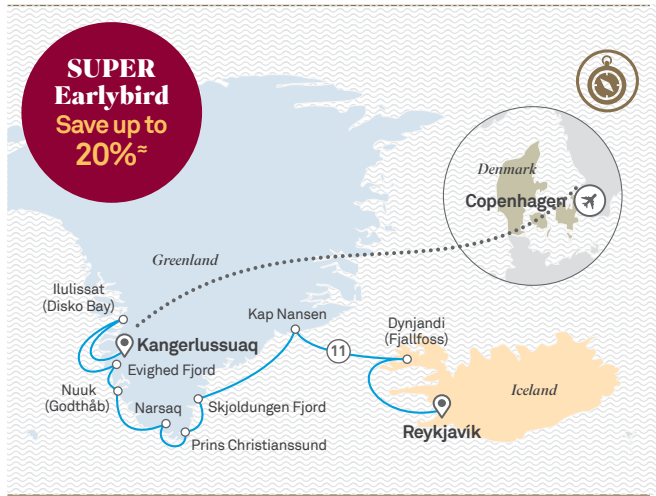 SUPER
Earlybird
Save up to
20%≈
Denmark
Copenhagen
Greenland
Ilulissat
(Disko Bay)
Kap Nansen
Dynjandi
(Fjallfoss)
Kangerlussuaq
11
Evighed Fjord
Iceland
Nuuk
(Godthåb)
Narsaq
Skjoldungen Fjord
Reykjavík
Prins Christianssund